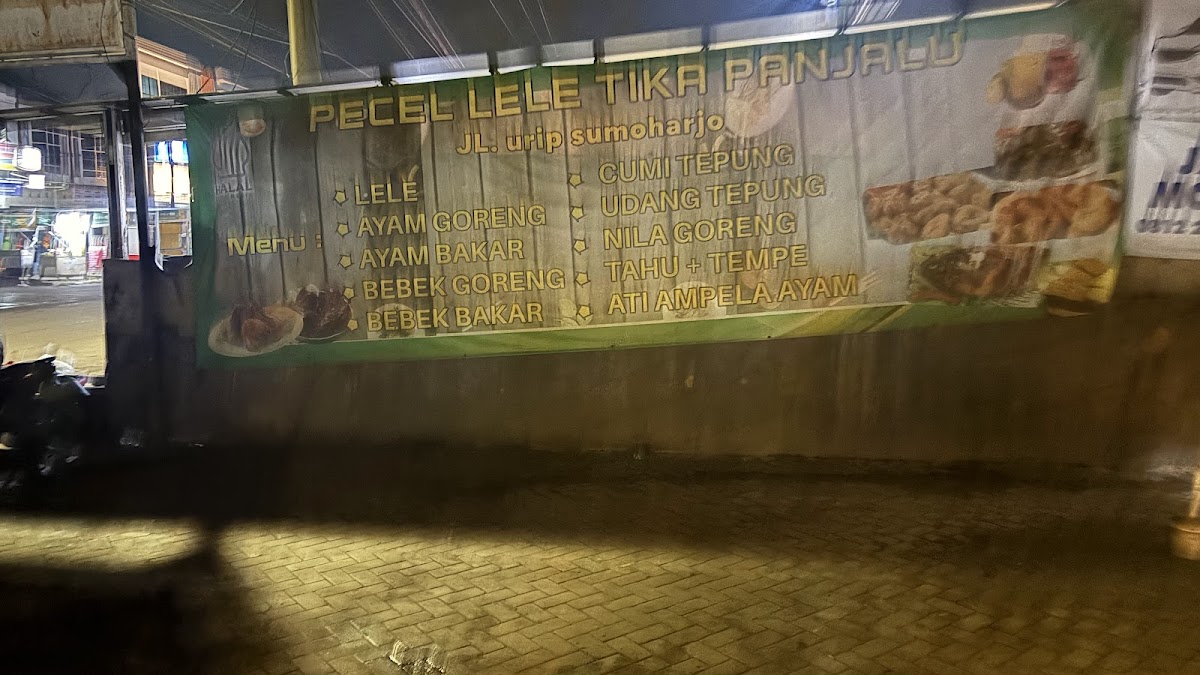 PECEL LELE TIKA PANJALU
JL. urip sumoharjo
HALAL
Menu :
LELE
AYAM GORENG
AYAM BAKAR
BEBEK GORENG
BEBEK BAKAR
CUMI TEPUNG
UDANG TEPUNG
NILA GORENG
TAHU + TEMPE
ATI AMPELA AYAM